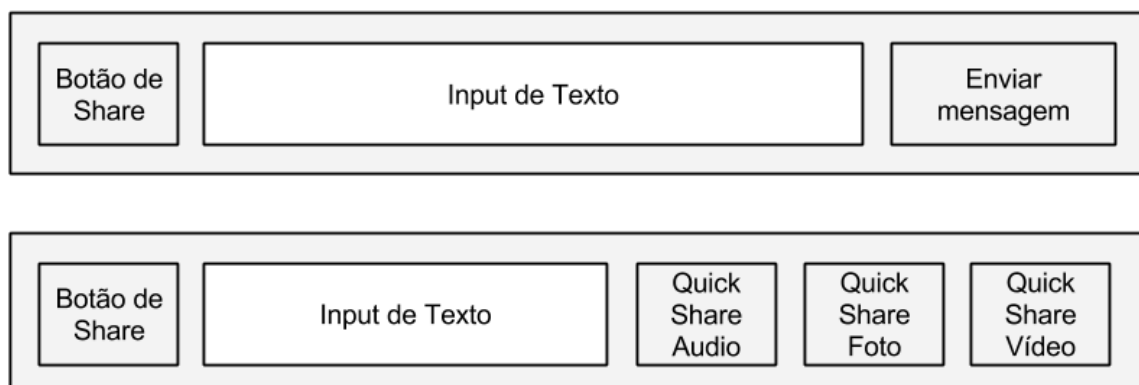 Botão de
Share
Input de Texto
Enviar
mensagem
Botão de
Share
Input de Texto
Quick
Share
Audio
Quick
Share
Foto
Quick
Share
Vídeo